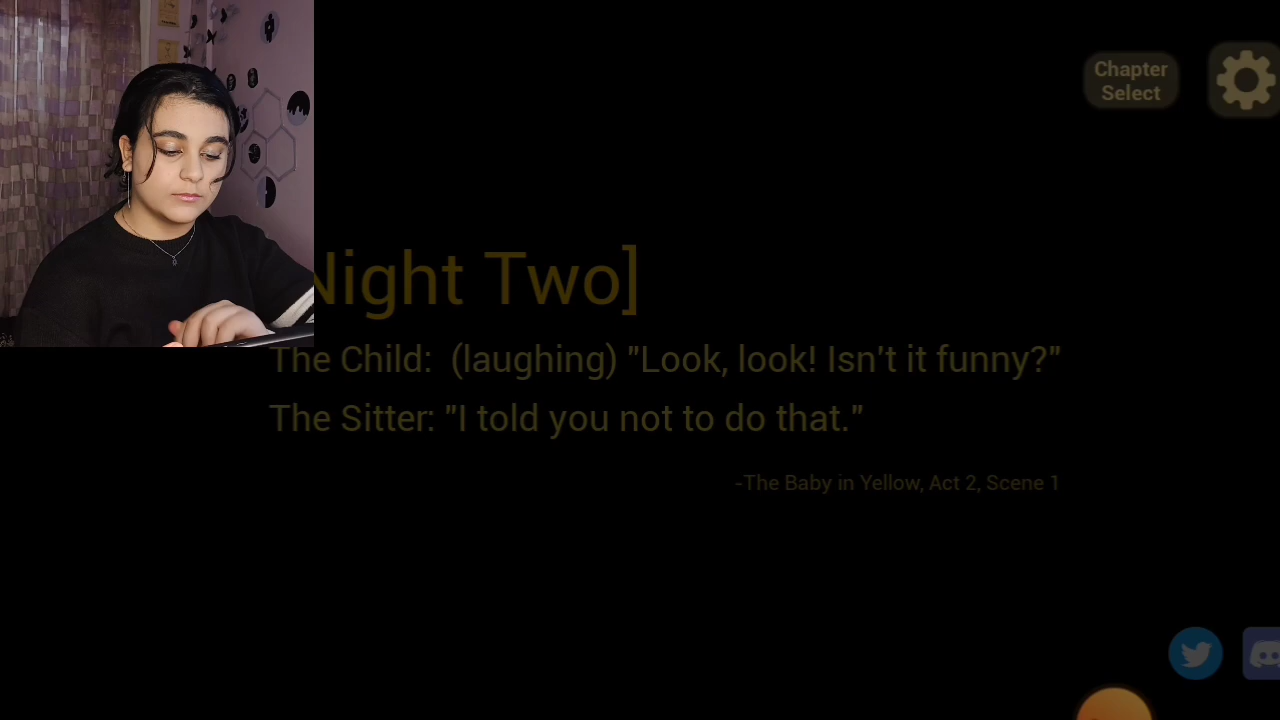 Chapter
Select
Night Two]
The Child:  (laughing) "Look, look! Isn't it funny?"
The Sitter: "I told you not to do that."
-The Baby in Yellow, Act 2, Scene 1